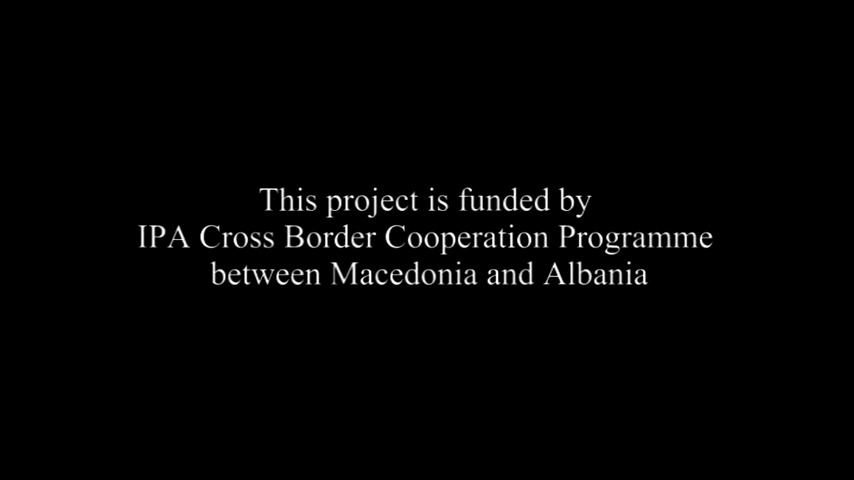 This project is funded by
IPA Cross Border Cooperation Programme
between Macedonia and Albania